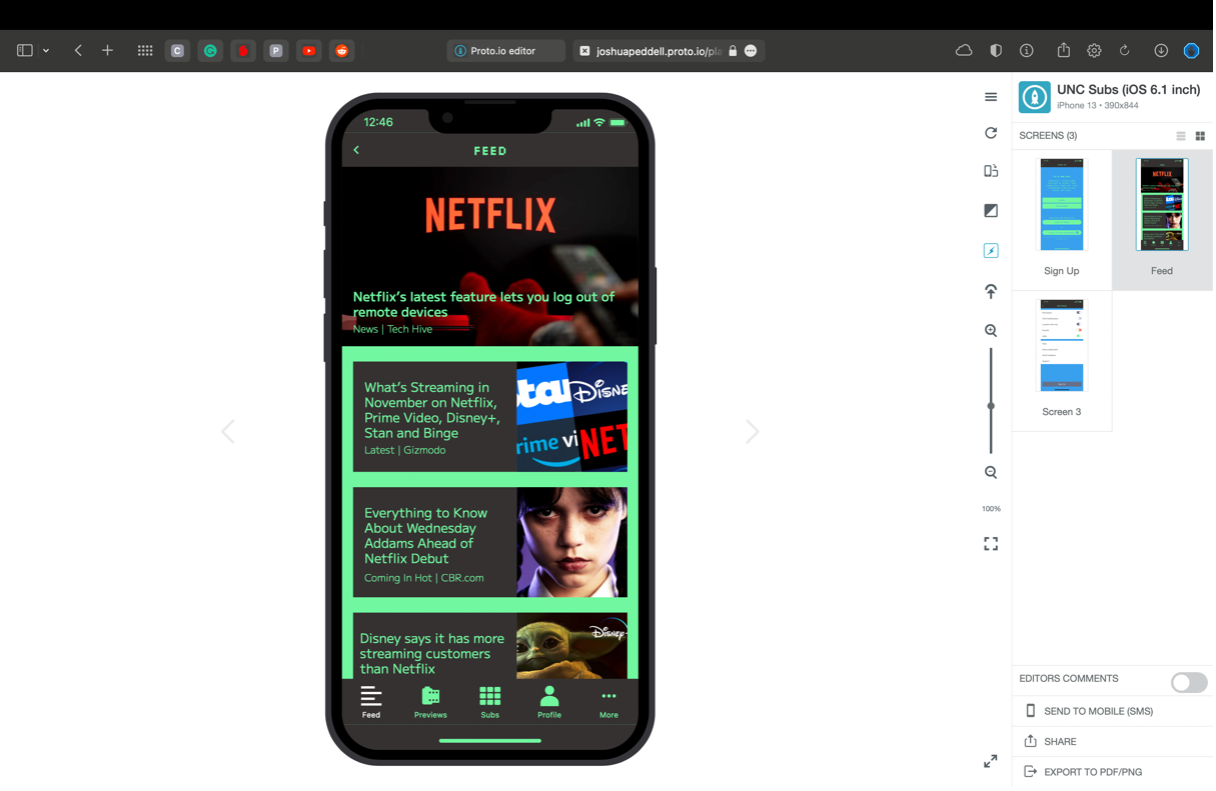 Proto.io editor
joshuapeddell.proto.io/pla
C
P
12:46
FEED
NETFLIX
Netflix's latest feature lets you log out of
remote devices
News | Tech Hive
What's Streaming in
November on Netflix,
Prime Video, Disney+,
Stan and Binge
Latest | Gizmodo
Everything to Know
About Wednesday
Addams Ahead of
Netflix Debut
Coming In Hot | CBR.com
Disney says it has more
streaming customers
than Netflix
Disney+
Feed
Previews
Subs
Profile
More
100%
UNC Subs (iOS 6.1 inch)
iPhone 13 • 390x844
SCREENS (3)
NETFLIX
Sign Up
Feed
Screen 3
EDITORS COMMENTS
SEND TO MOBILE (SMS)
SHARE
EXPORT TO PDF/PNG